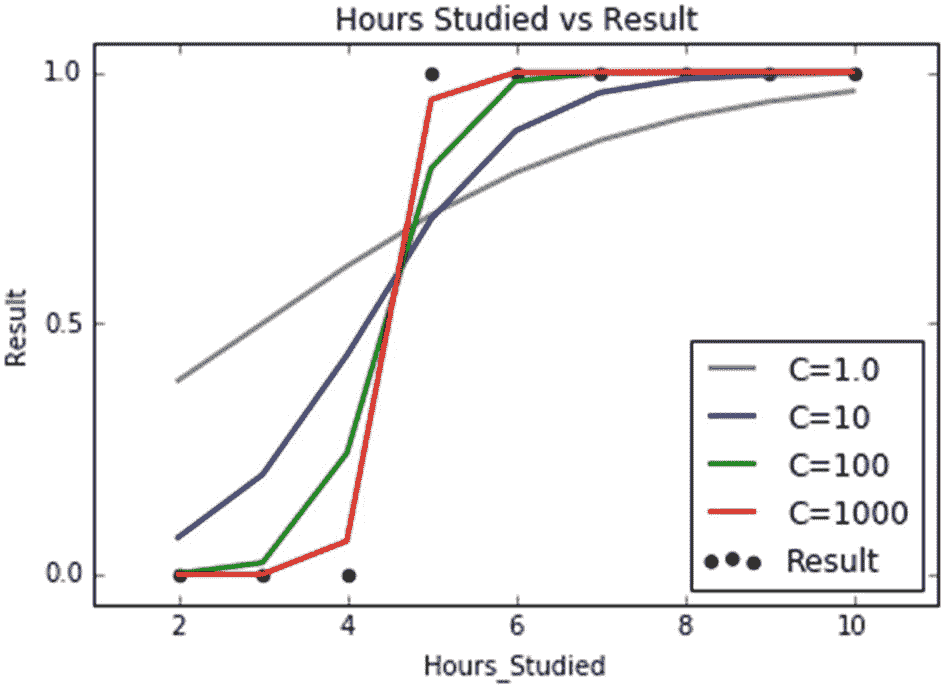 Hours Studied vs Result
1.0
0.5
0.0
Result
C=1.0
C=10
C=100
C=1000
Result
2 4 6 8 10
Hours_Studied